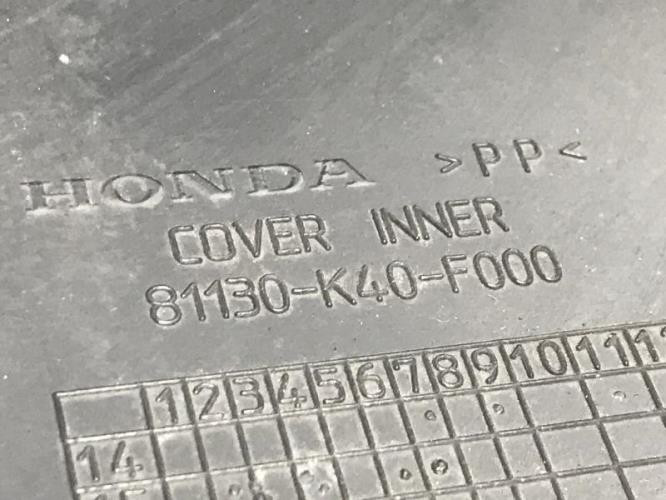 HONDA >PP<
COVER INNER
81130-K40-F000
1 2 3 4 5 6 7 8 9 10 11
14